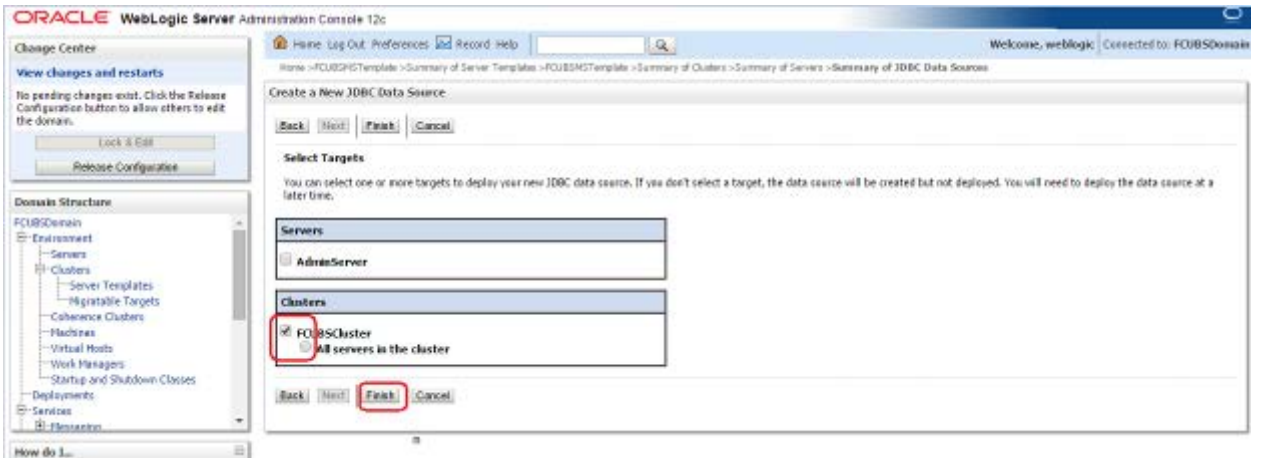 ORACLE WebLogic Server Administration Console 12c
Change Center
View changes and restarts
No pending changes exist. Click the Release
Configuration button to allow others to edit
the domain.
Lock & Edit
Release Configuration
Domain Structure
FCUBSDomain
Environment
Servers
Clusters
Server Templates
Migratable Targets
Coherence Clusters
Machines
Virtual Hosts
Work Managers
Startup and Shutdown Classes
Deployments
Services
Messaging
How do I...
Home Log Out Preferences Record Help
Welcome, weblogic Connected to: FCUBSDomain
Home >FCUBSMSTemplate >Summary of Server Templates >FCUBSMSTemplate >Summary of Clusters >Summary of Servers >Summary of JDBC Data Sources
Create a New JDBC Data Source
Back Next Finish Cancel
Select Targets
You can select one or more targets to deploy your new JDBC data source. If you don't select a target, the data source will be created but not deployed. You will need to deploy the data source at a
later time.
Servers
AdminServer
Clusters
FCUBSCluster
All servers in the cluster
Back Next Finish Cancel